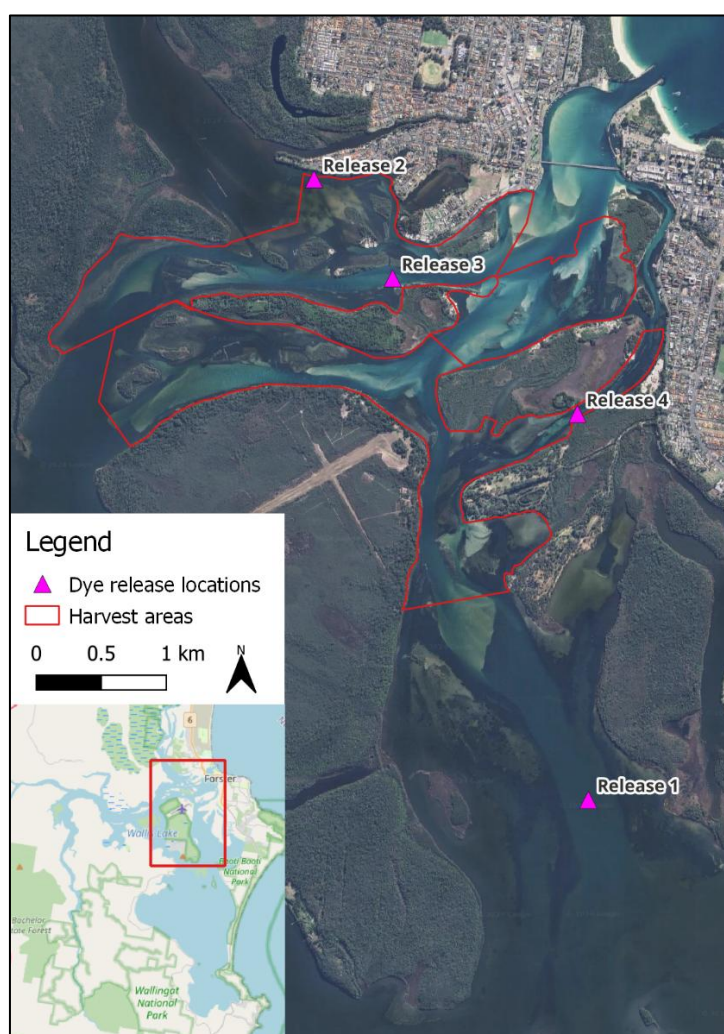 Release 2
Release 3
Release 4
Legend
Dye release locations
Harvest areas
0 0.5 1 km
N
Release 1
6
Forster
Wallis Lake
Booti Booti
National
Park
Wallingat
National
Park